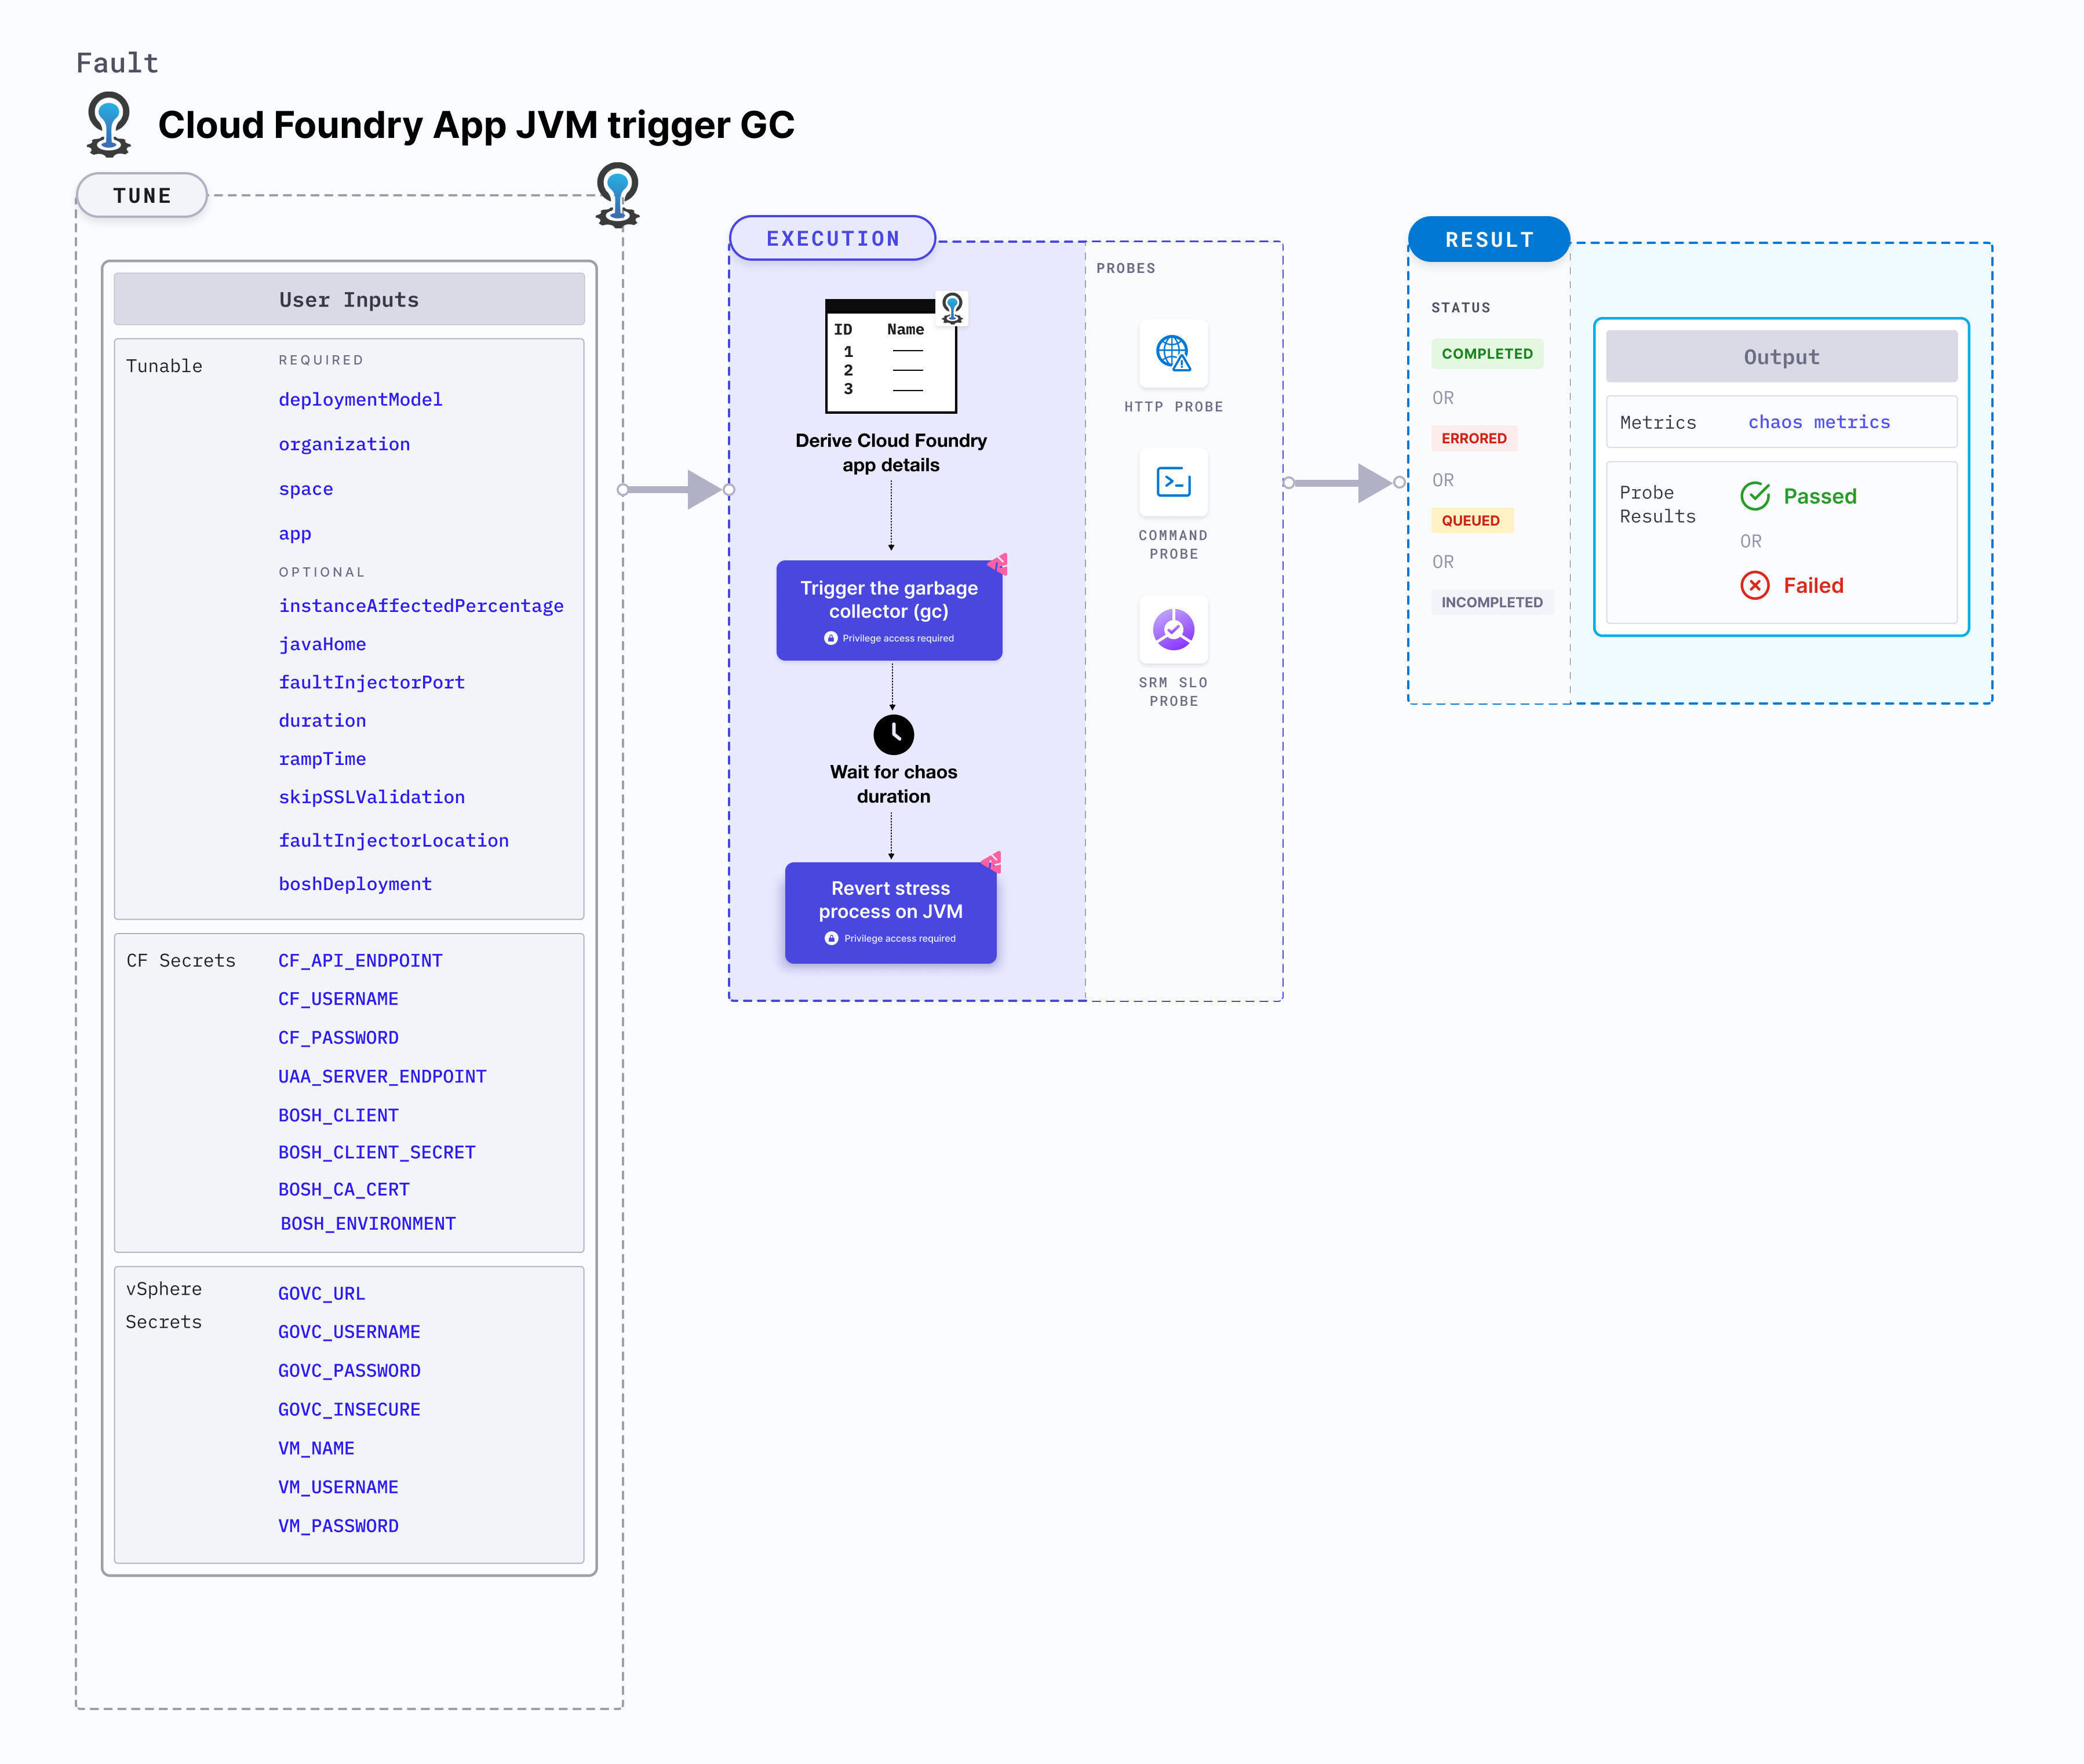 Fault
Cloud Foundry App JVM trigger GC
TUNE
User Inputs
Tunable
REQUIRED
deploymentModel
organization
space
app
OPTIONAL
instanceAffectedPercentage
javaHome
faultInjectorPort
duration
rampTime
skipSSLValidation
faultInjectorLocation
boshDeployment
CF Secrets
CF_API_ENDPOINT
CF_USERNAME
CF_PASSWORD
UAA_SERVER_ENDPOINT
BOSH_CLIENT
BOSH_CLIENT_SECRET
BOSH_CA_CERT
BOSH_ENVIRONMENT
vSphere
Secrets
GOVC_URL
GOVC_USERNAME
GOVC_PASSWORD
GOVC_INSECURE
VM_NAME
VM_USERNAME
VM_PASSWORD
EXECUTION
ID Name
1
2
3
Derive Cloud Foundry
app details
Trigger the garbage
collector (gc)
Privilege access required
Wait for chaos
duration
Revert stress
process on JVM
Privilege access required
PROBES
HTTP PROBE
COMMAND
PROBE
SRM SLO
PROBE
RESULT
STATUS
COMPLETED
OR
ERRORED
OR
QUEUED
OR
INCOMPLETED
Output
Metrics
chaos metrics
Probe
Results
Passed
OR
Failed